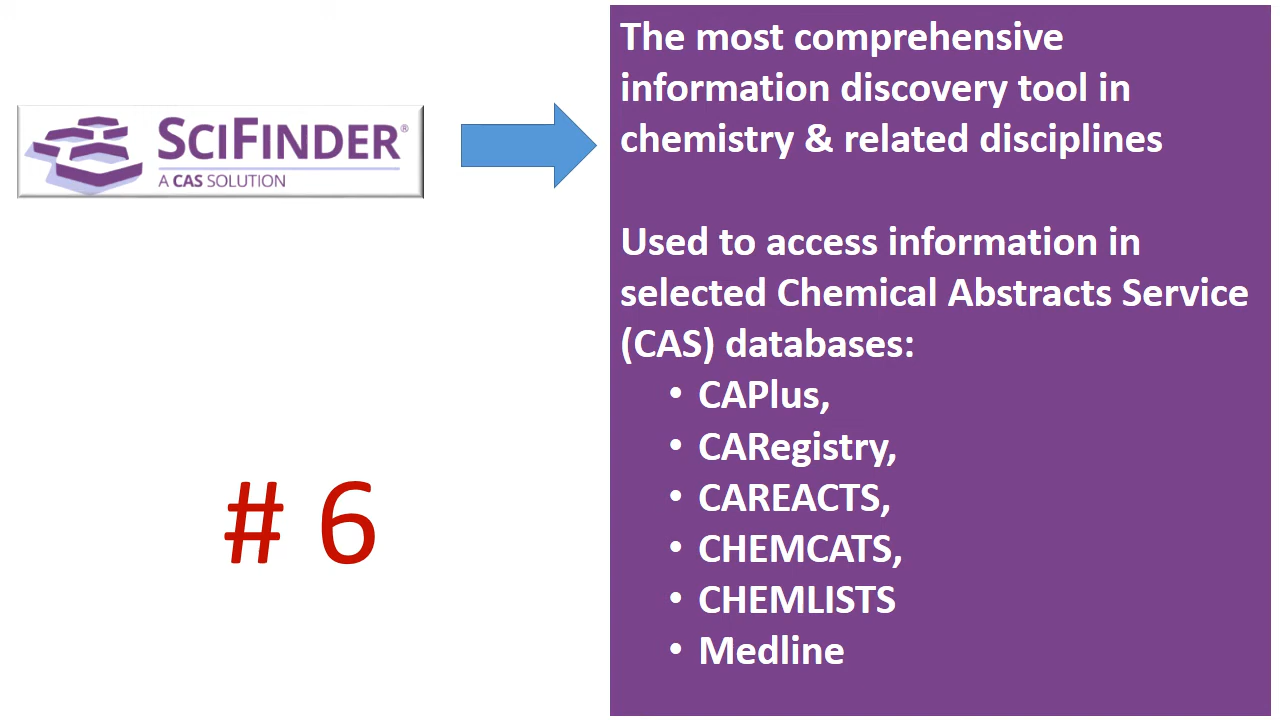 SCIFINDER®
A CAS SOLUTION
The most comprehensive
information discovery tool in
chemistry & related disciplines
Used to access information in
selected Chemical Abstracts Service
(CAS) databases:
• CAPlus,
• CARegistry,
• CAREACTS,
• CHEMCATS,
• CHEMLISTS
• Medline
# 6